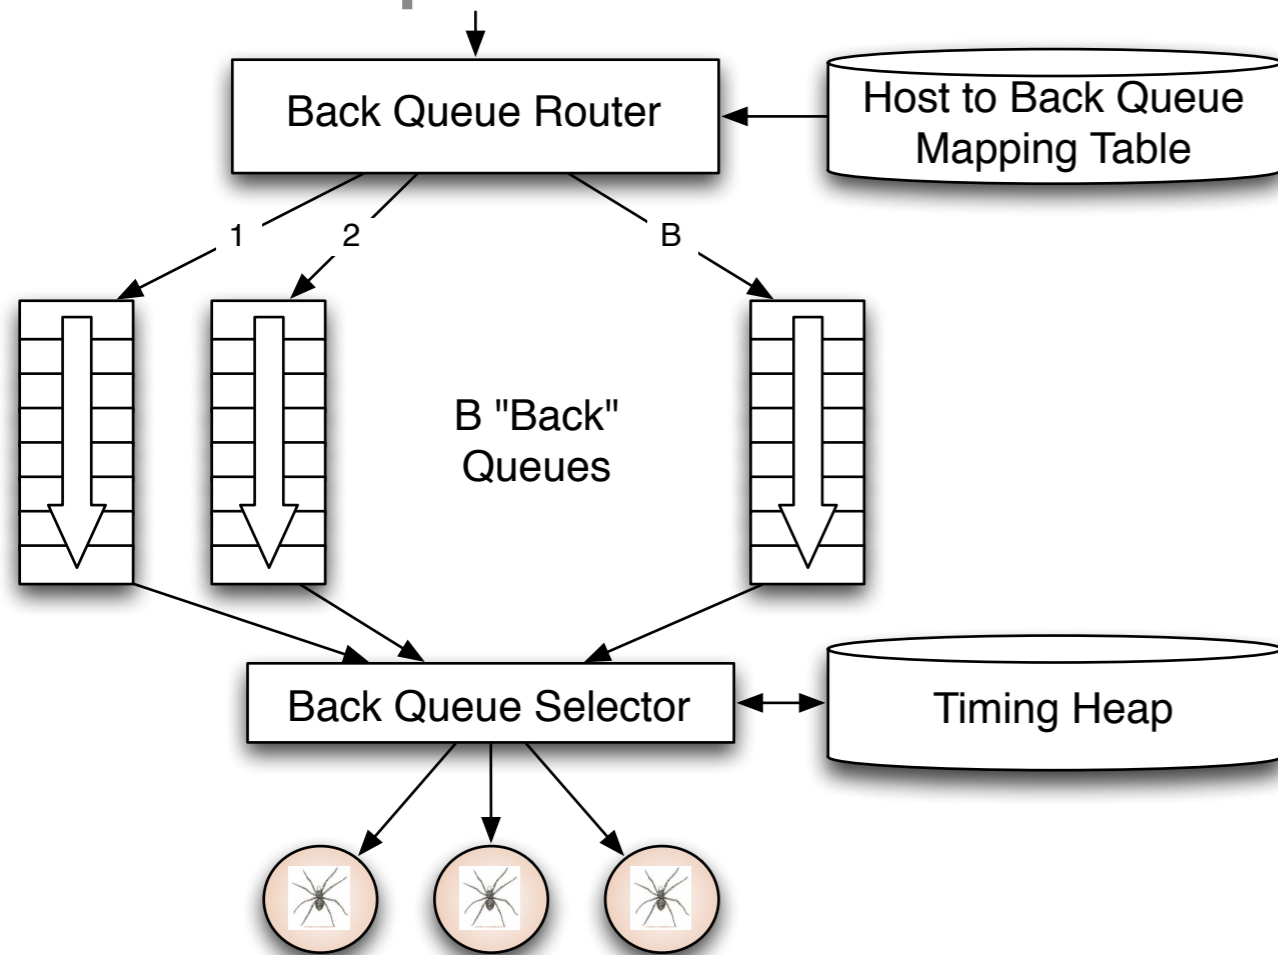 Back Queue Router
Host to Back Queue
Mapping Table
1
2
B
B "Back"
Queues
Back Queue Selector
Timing Heap